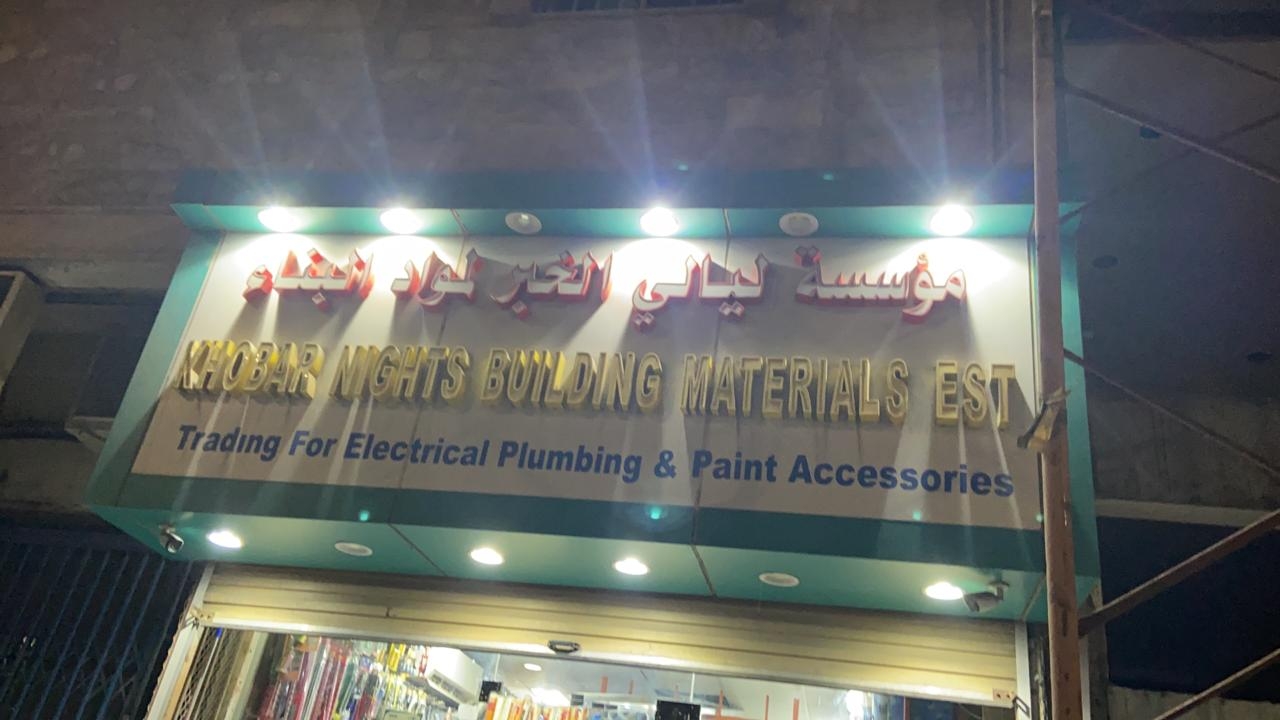 مؤسسة ليالي الخبر لمواد البناء
KHOBAR NIGHTS BUILDING MATERIALS EST
Trading For Electrical Plumbing & Paint Accessories